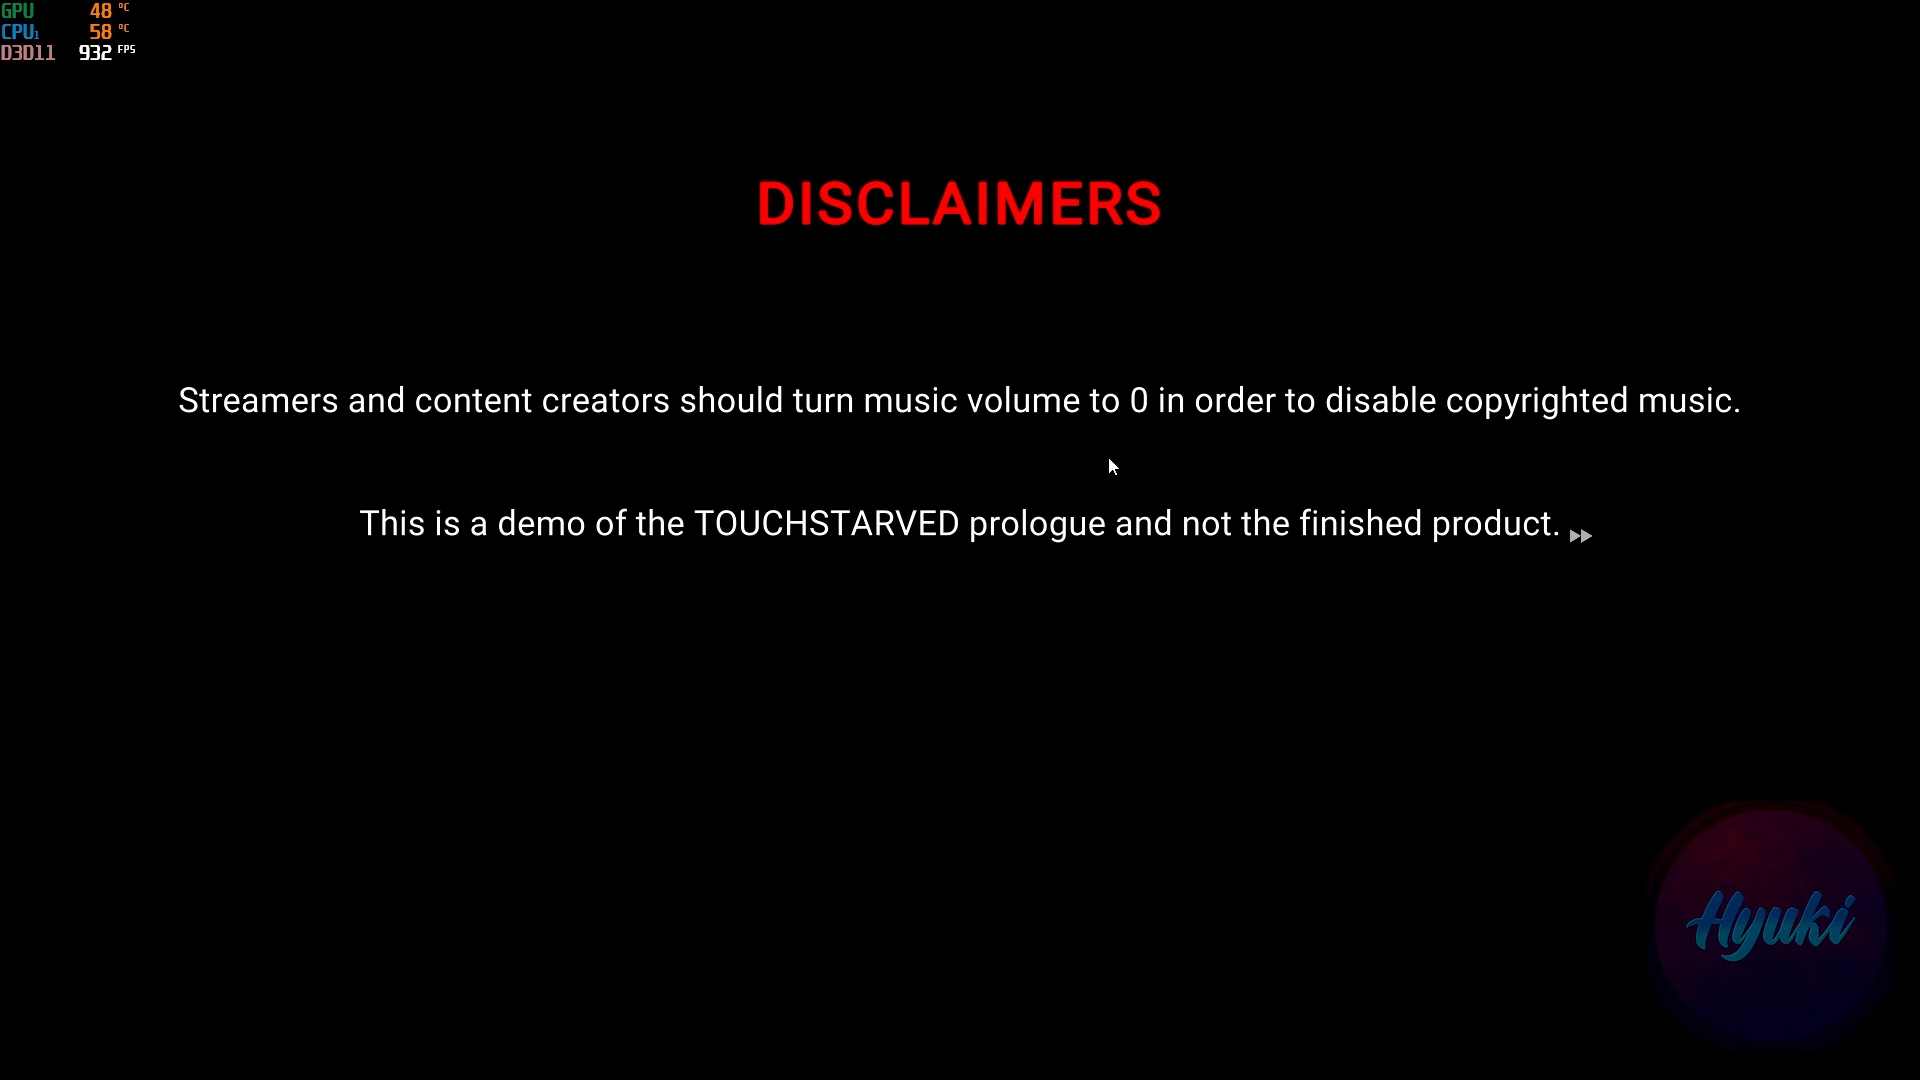 GPU 48 °C
CPU1 58 °C
D3D11 932 FPS
DISCLAIMERS
Streamers and content creators should turn music volume to 0 in order to disable copyrighted music.
This is a demo of the TOUCHSTARVED prologue and not the finished product.
Hyuki